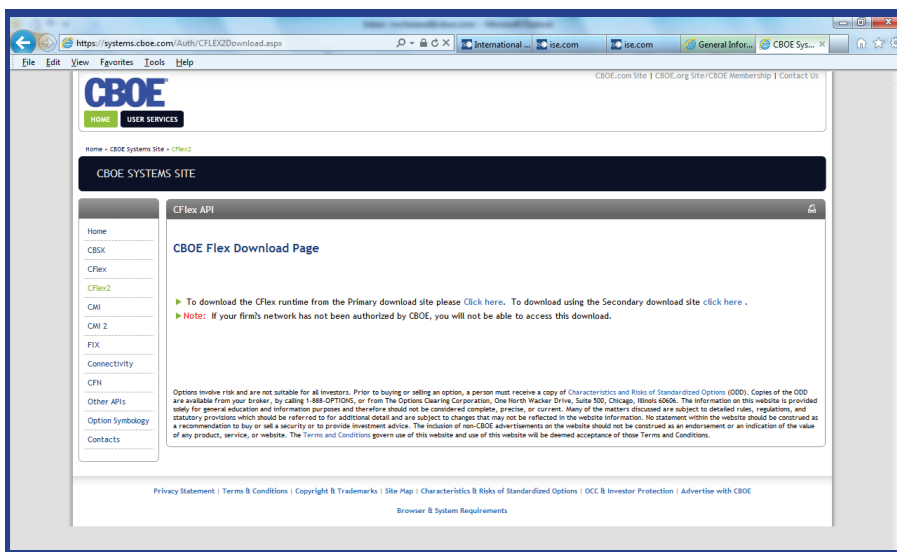 https://systems.cboe.com/Auth/CFLEX2Download.aspx
International ...
ise.com
ise.com
General Infor...
CBOE Sys...
File Edit View Favorites Tools Help
CBOE.com Site | CBOE.org Site/CBOE Membership | Contact Us
CBOE
HOME
USER SERVICES
Home » CBOE Systems Site » CFlex2
CBOE SYSTEMS SITE
Home
CBSX
CFlex
CFlex2
CMI
CMI 2
FIX
Connectivity
CFN
Other APIs
Option Symbology
Contacts
CFlex API
CBOE Flex Download Page
To download the CFlex runtime from the Primary download site please Click here. To download using the Secondary download site click here .
Note: If your firm?s network has not been authorized by CBOE, you will not be able to access this download.
Options involve risk and are not suitable for all investors. Prior to buying or selling an option, a person must receive a copy of Characteristics and Risks of Standardized Options (ODD). Copies of the ODD
are available from your broker, by calling 1-888-OPTIONS, or from The Options Clearing Corporation, One North Wacker Drive, Suite 500, Chicago, Illinois 60606. The information on this website is provided
solely for general education and information purposes and therefore should not be considered complete, precise, or current. Many of the matters discussed are subject to detailed rules, regulations, and
statutory provisions which should be referred to for additional detail and are subject to changes that may not be reflected in the website information. No statement within the website should be construed as
a recommendation to buy or sell a security or to provide investment advice. The inclusion of non-CBOE advertisements on the website should not be construed as an endorsement or an indication of the value
of any product, service, or website. The Terms and Conditions govern use of this website and use of this website will be deemed acceptance of those Terms and Conditions.
Privacy Statement | Terms & Conditions | Copyright & Trademarks | Site Map | Characteristics & Risks of Standardized Options | OCC & Investor Protection | Advertise with CBOE
Browser & System Requirements